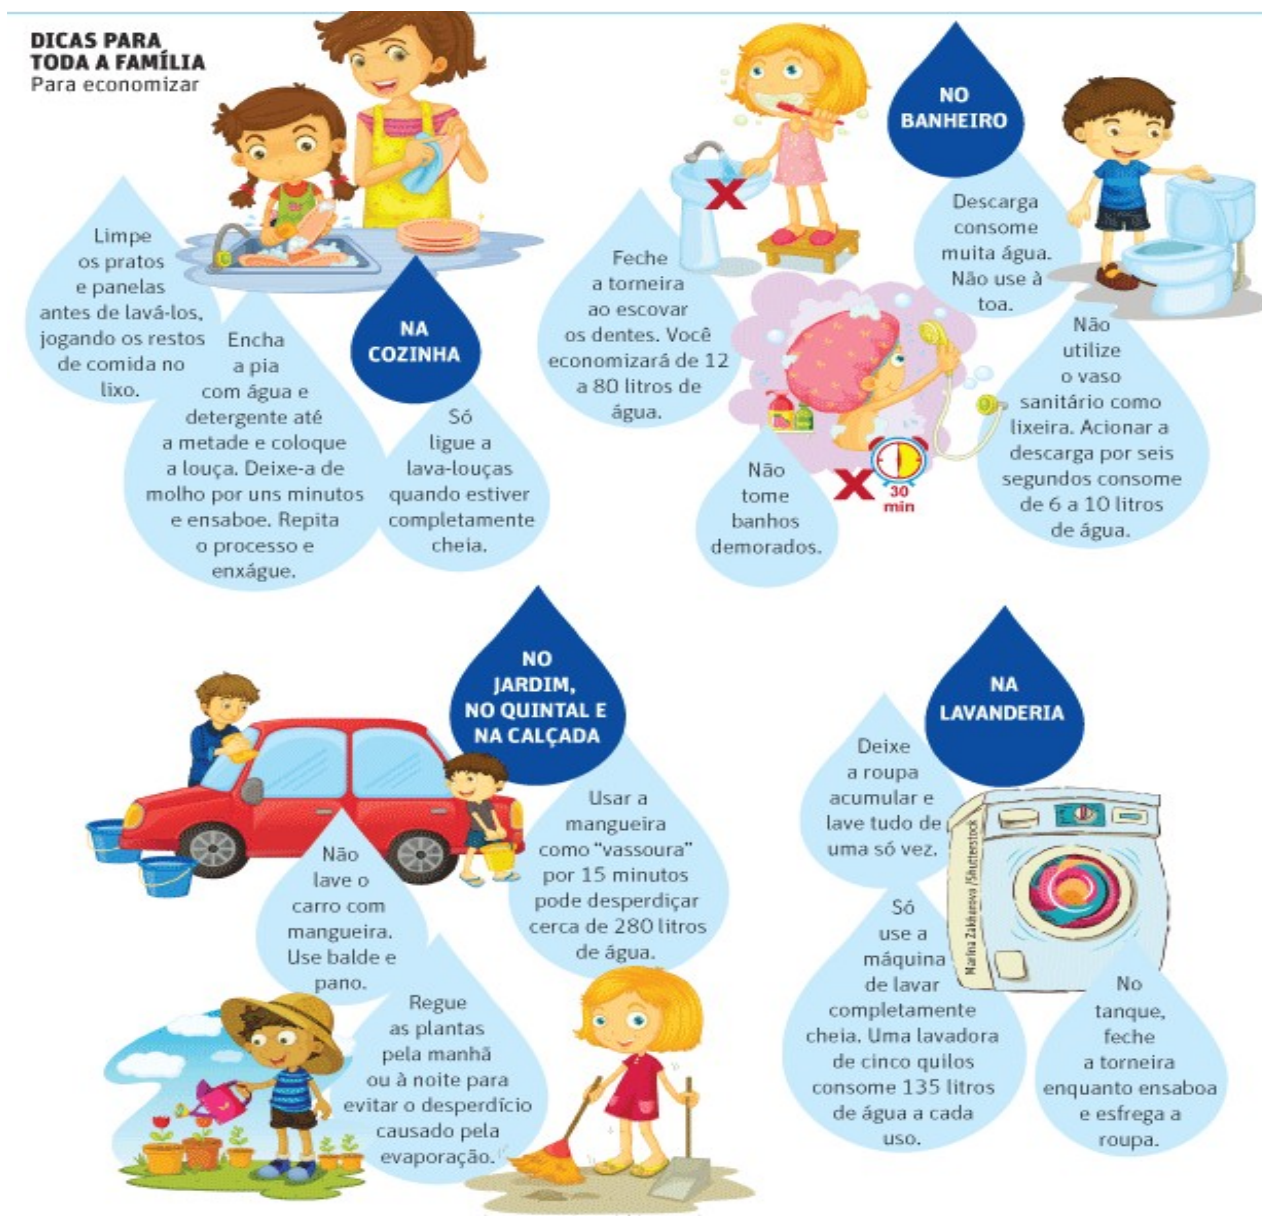 DICAS PARA
TODA A FAMÍLIA
Para economizar
NA
COZINHA
Limpe
os pratos
e panelas
antes de lavá-los,
jogando os restos
de comida no
lixo.
Encha
a pia
com água e
detergente até
a metade e coloque
a louça. Deixe-a de
molho por uns minutos
e ensaboe. Repita
o processo e
enxágue.
Só
ligue a
lava-louças
quando estiver
completamente
cheia.
NO
BANHEIRO
Feche
a torneira
ao escovar
os dentes. Você
economizará de 12
a 80 litros de
água.
Descarga
consome
muita água.
Não use à
toa.
Não
utilize
o vaso
sanitário como
lixeira. Acionar a
descarga por seis
segundos consome
de 6 a 10 litros
de água.
Não
tome
banhos
demorados.
30
min
NO
JARDIM,
NO QUINTAL E
NA CALÇADA
Não
lave o
carro com
mangueira.
Use balde e
pano.
Usar a
mangueira
como “vassoura”
por 15 minutos
pode desperdiçar
cerca de 280 litros
de água.
Regue
as plantas
pela manhã
ou à noite para
evitar o desperdício
causado pela
evaporação.
NA
LAVANDERIA
Deixe
a roupa
acumular e
lave tudo de
uma só vez.
Só
use a
máquina
de lavar
completamente
cheia. Uma lavadora
de cinco quilos
consome 135 litros
de água a cada
uso.
No
tanque,
feche
a torneira
enquanto ensaboa
e esfrega a
roupa.
Marina Zakharova /Shutterstock